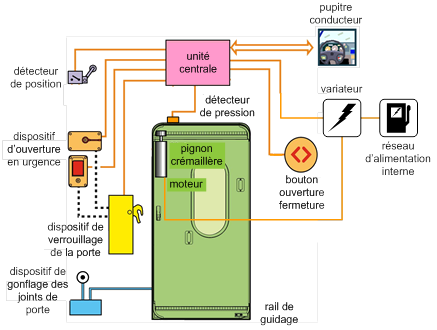 pupitre
conducteur
unité
centrale
détecteur
de position
détecteur
de pression
variateur
dispositif
d'ouverture
en urgence
pignon
crémaillère
moteur
bouton
ouverture
fermeture
réseau
d'alimentation
interne
dispositif de
verrouillage
de la porte
dispositif de
gonflage des
joints de
porte
rail de
guidage